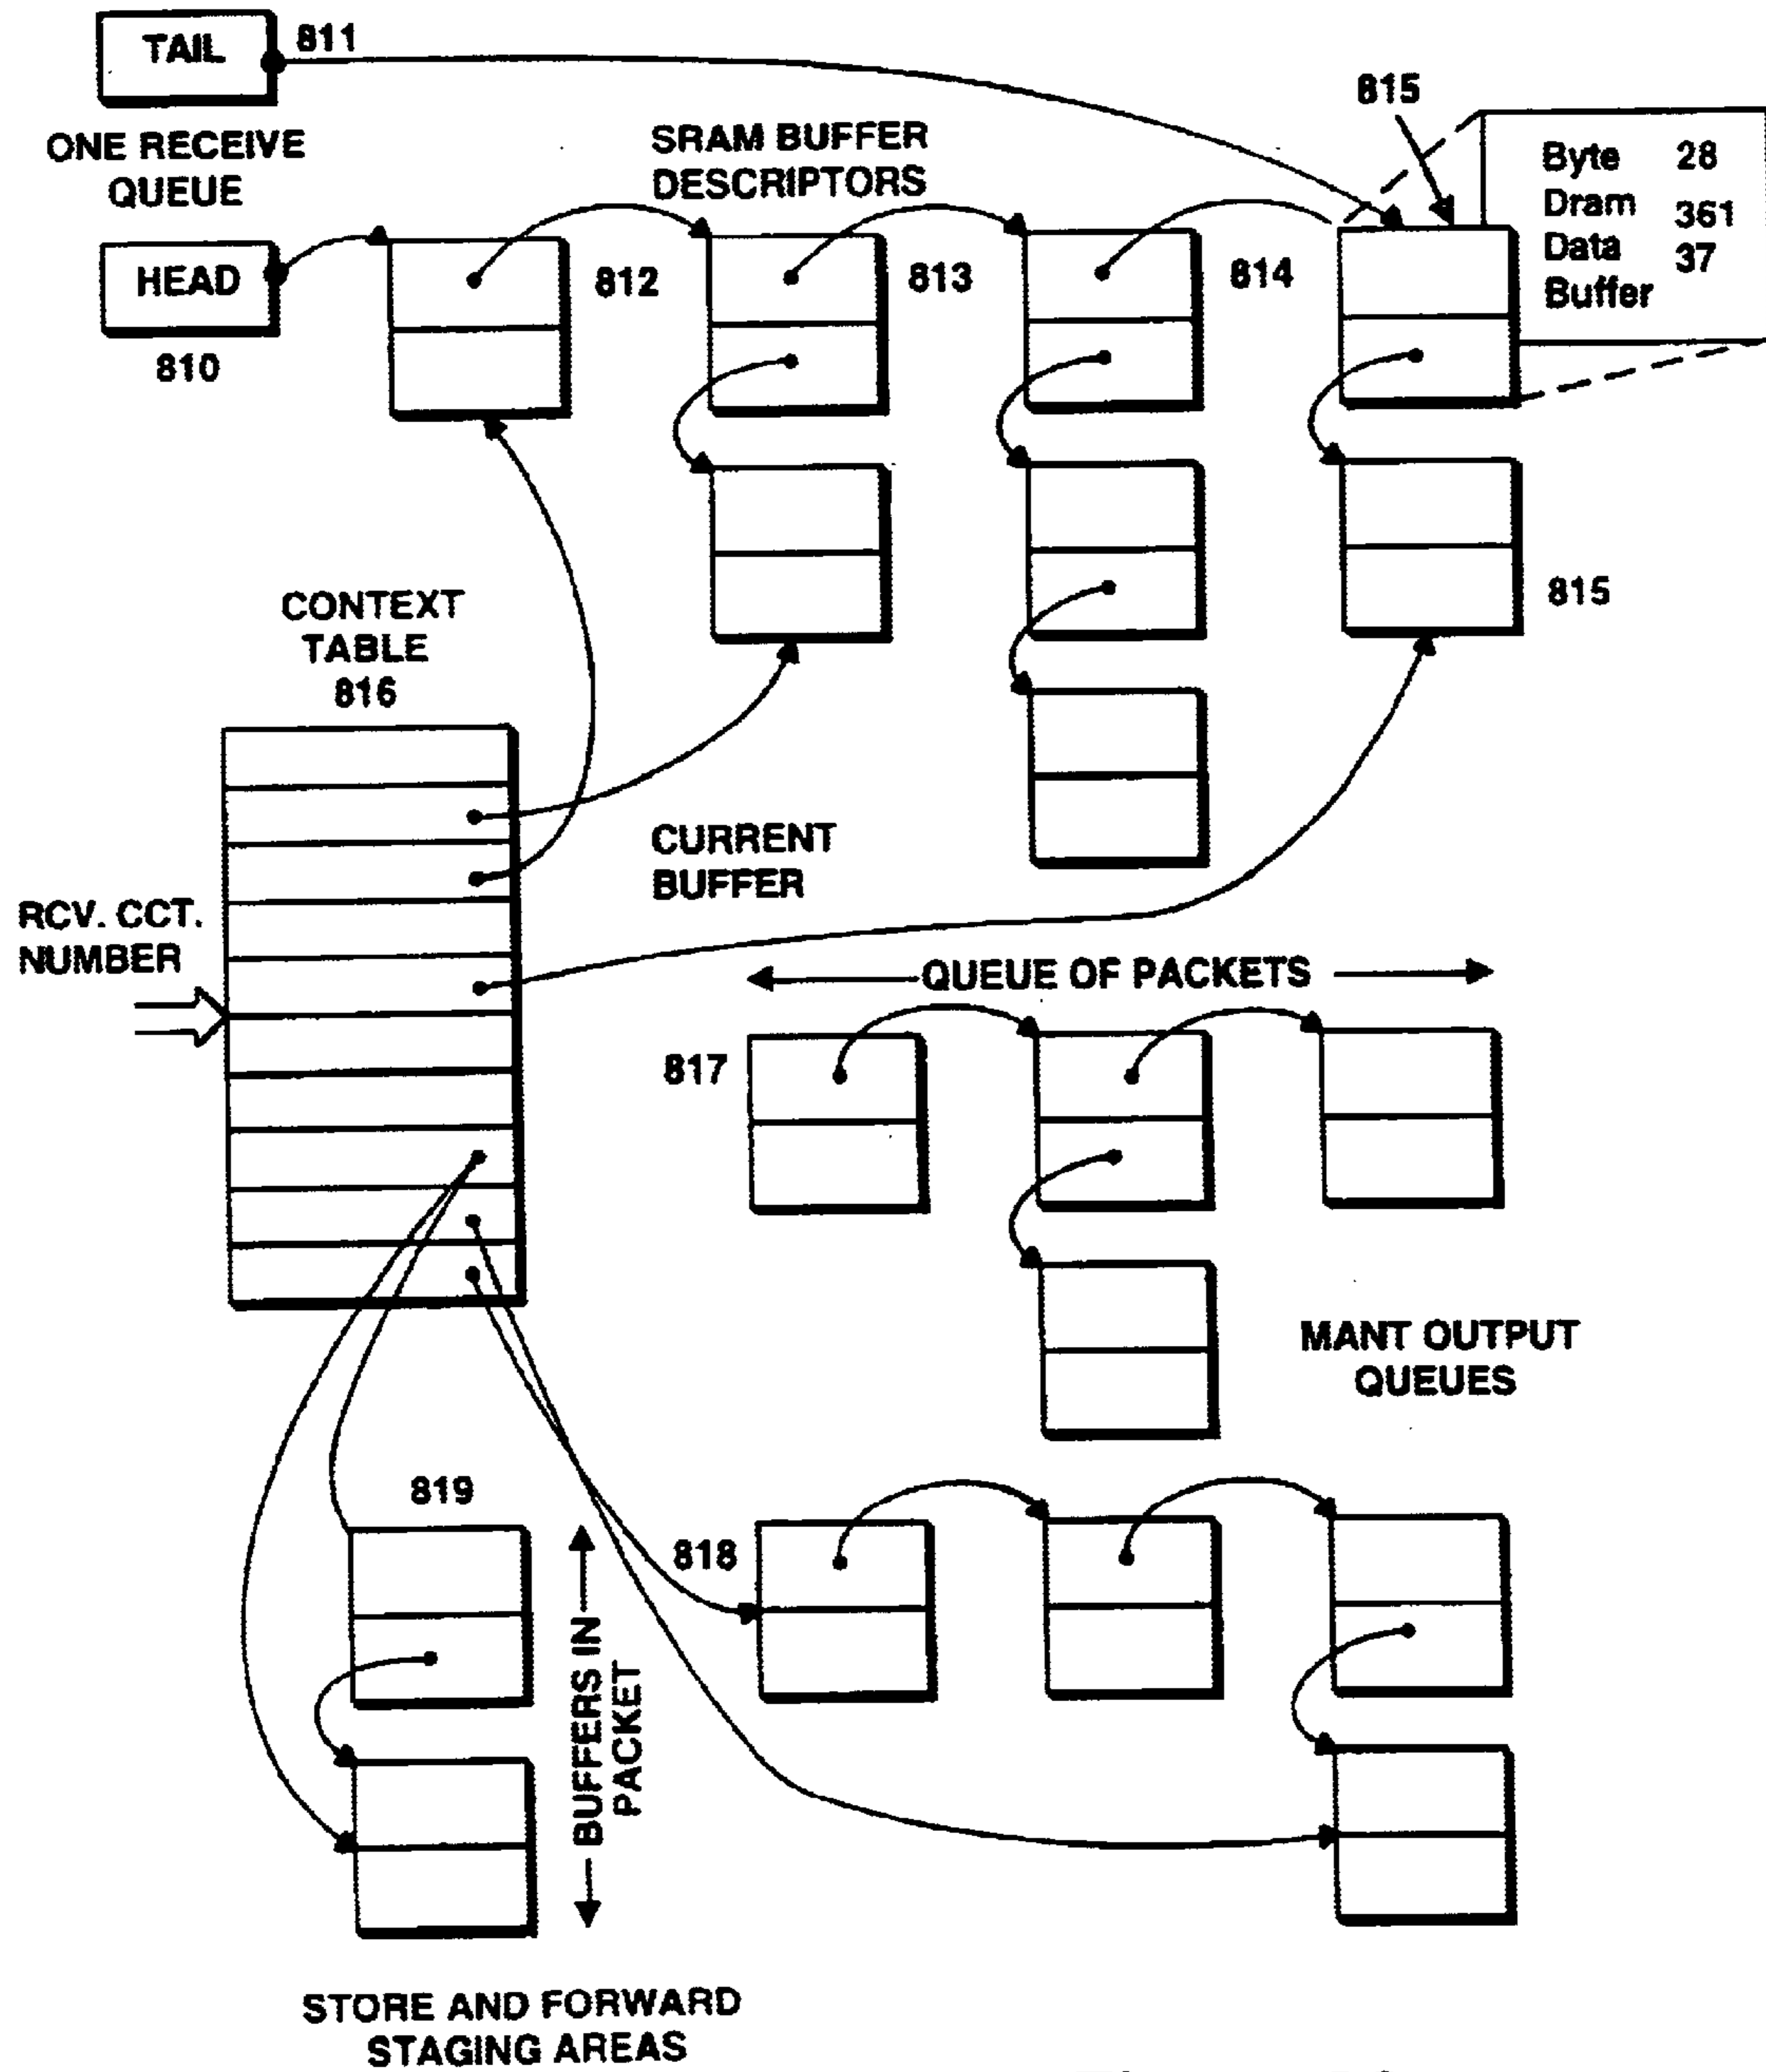 TAIL
811
ONE RECEIVE
QUEUE
HEAD
810
SRAM BUFFER
DESCRIPTORS
812
813
814
815
Byte 28
Dram 361
Data 37
Buffer
815
CONTEXT
TABLE
816
RCV. CCT.
NUMBER
CURRENT
BUFFER
QUEUE OF PACKETS
817
MANT OUTPUT
QUEUES
819
BUFFERS IN
PACKET
818
STORE AND FORWARD
STAGING AREAS